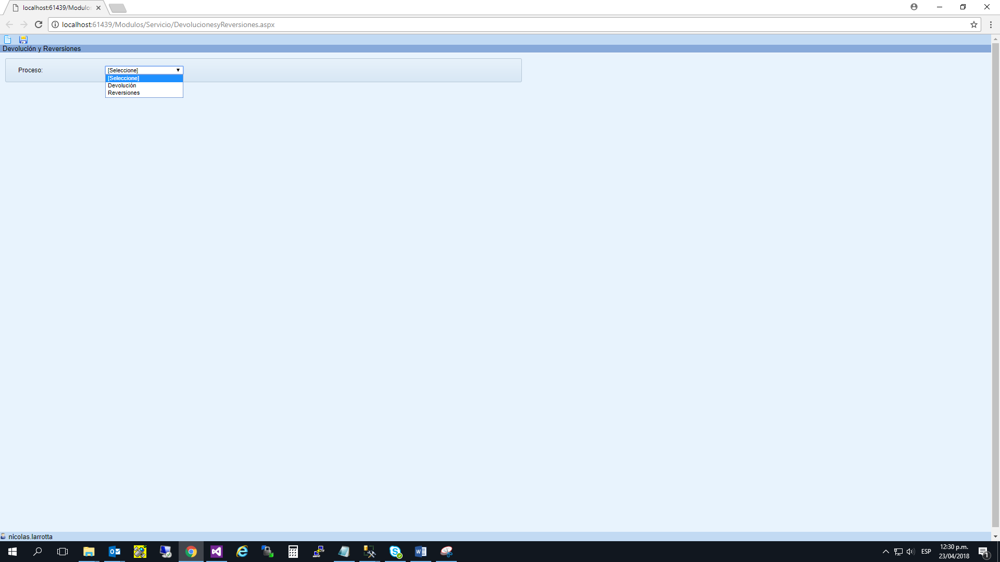 localhost:61439/Modulo
localhost:61439/Modulos/Servicio/DevolucionesyReversiones.aspx
Devolución y Reversiones
Proceso:
[Seleccione]
[Seleccione]
Devolución
Reversiones
nicolas.larrotta
ESP
12:30 p.m.
23/04/2018
1